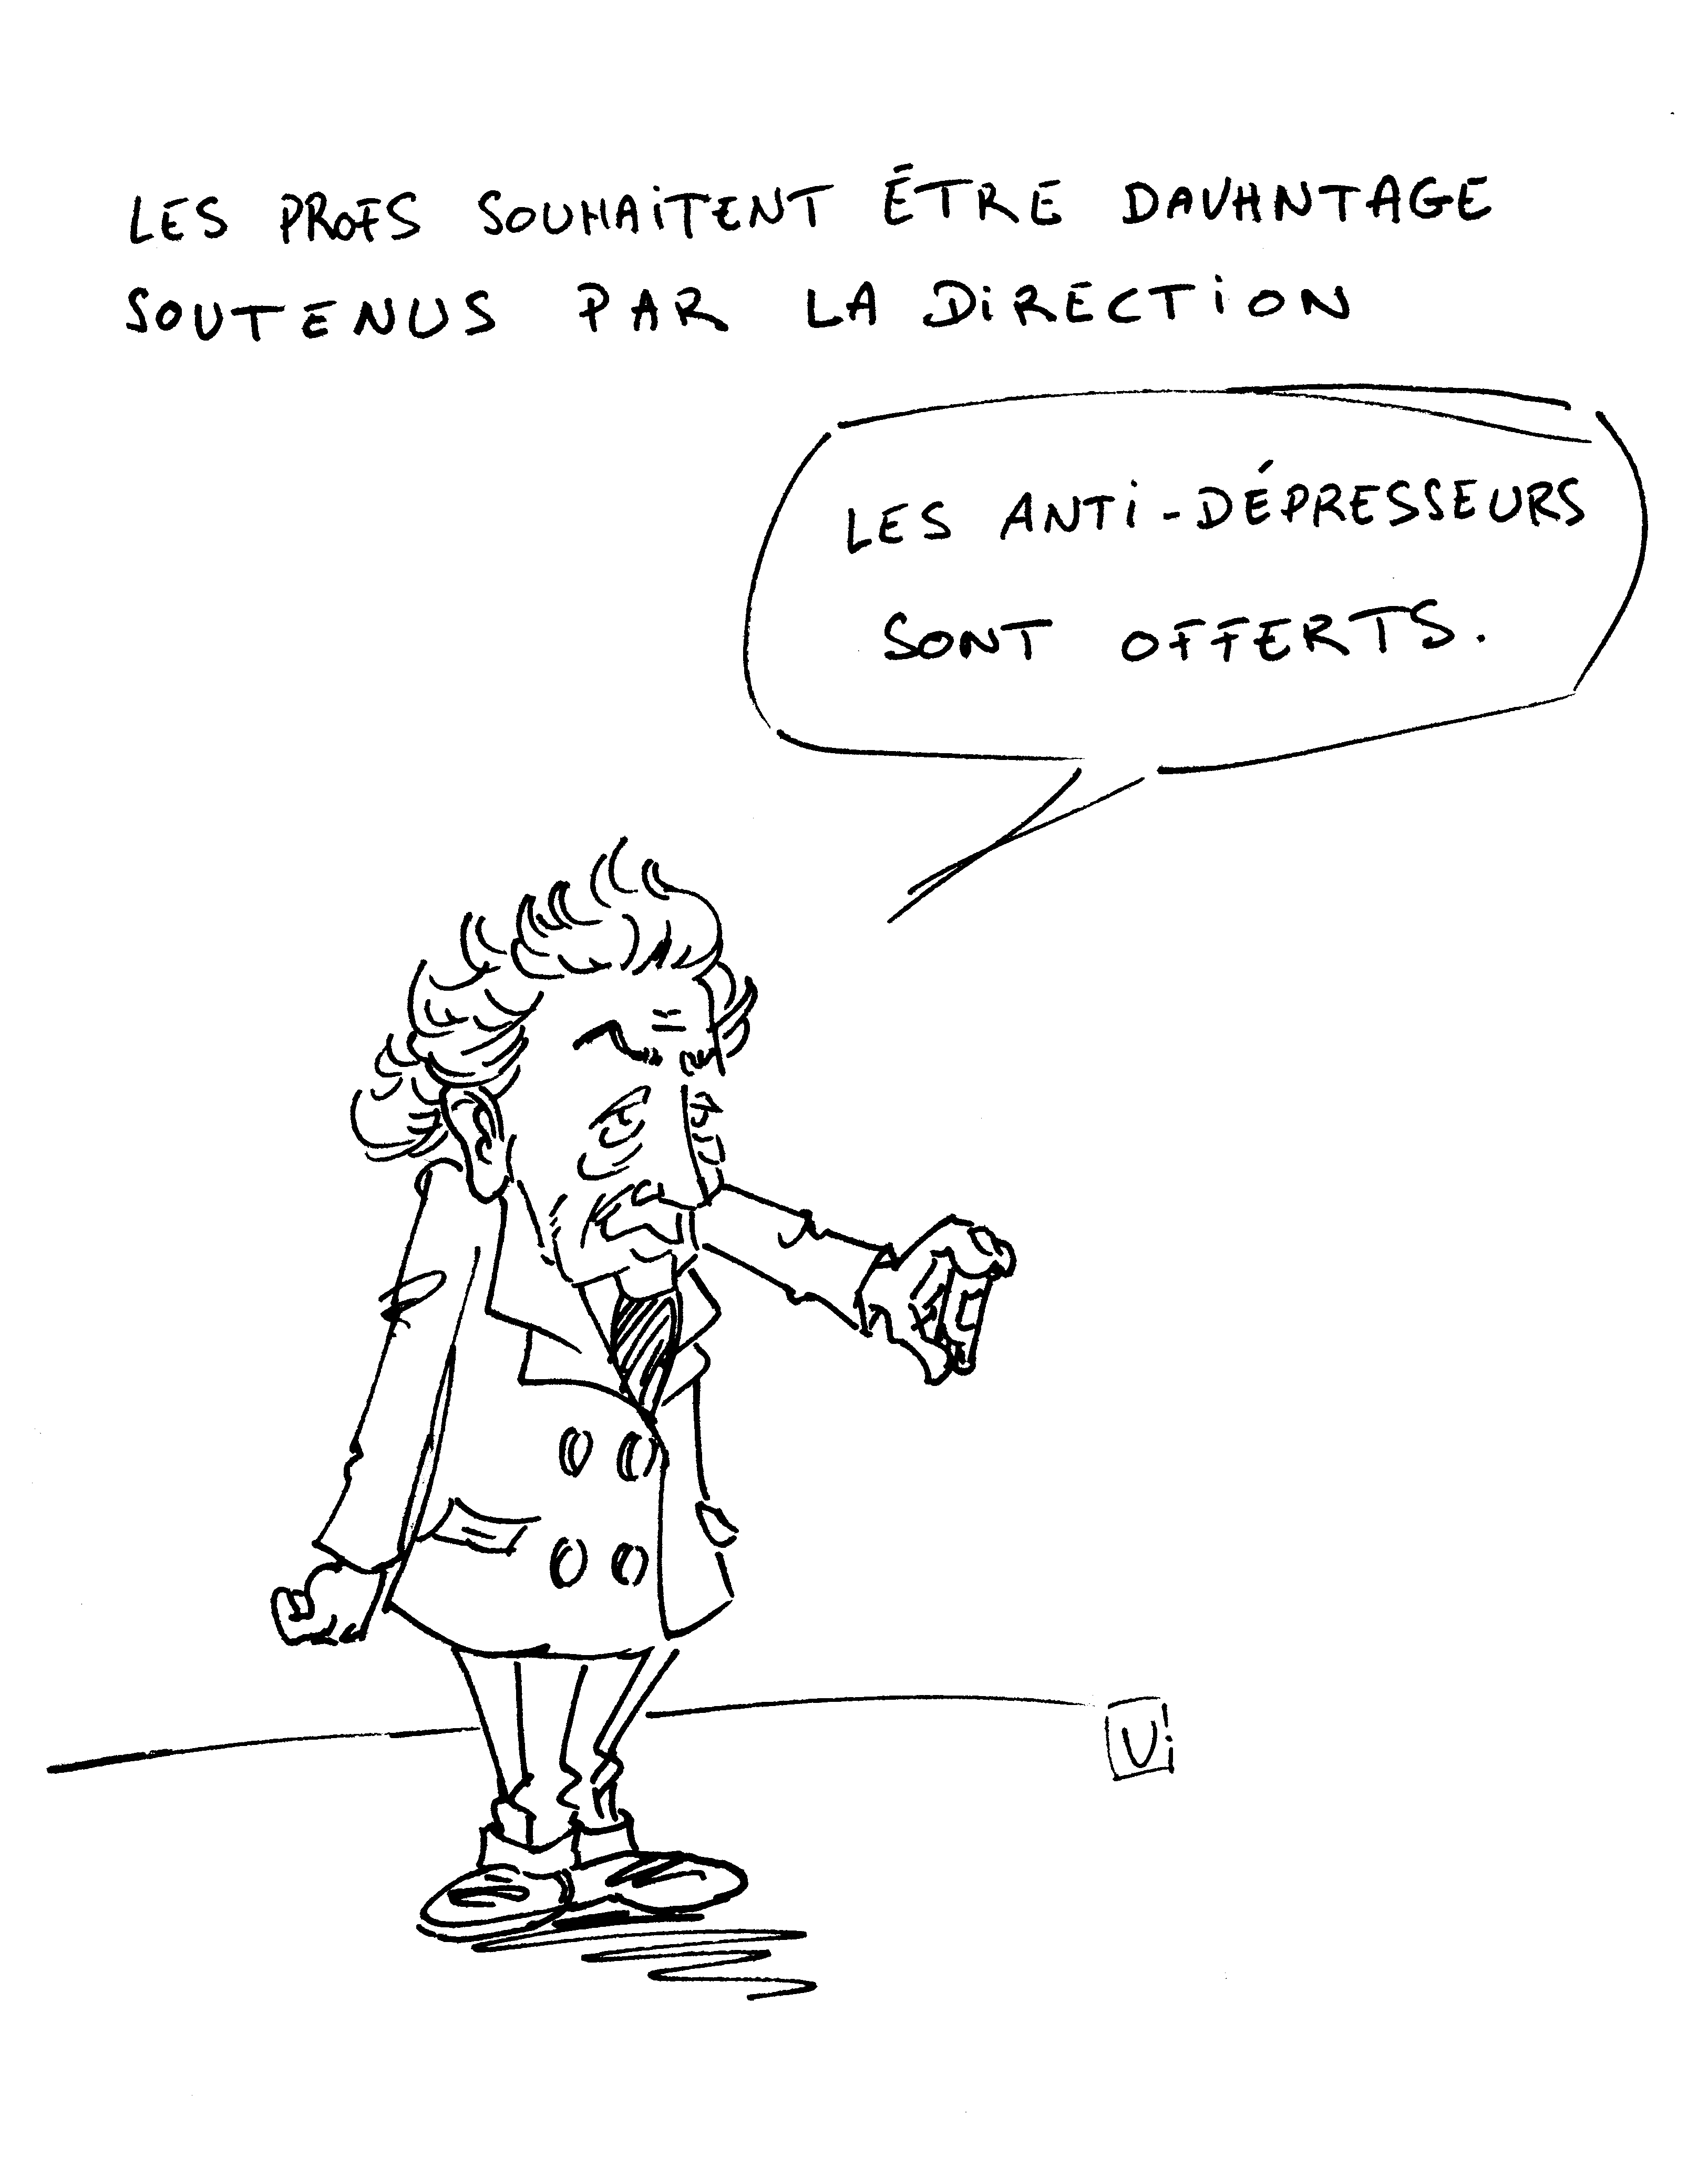 LES PROFS SOUHAITENT ÊTRE DAVANTAGE
SOUTENUS PAR LA DIRECTION
LES ANTI-DÉPRESSEURS
SONT OFFERTS.